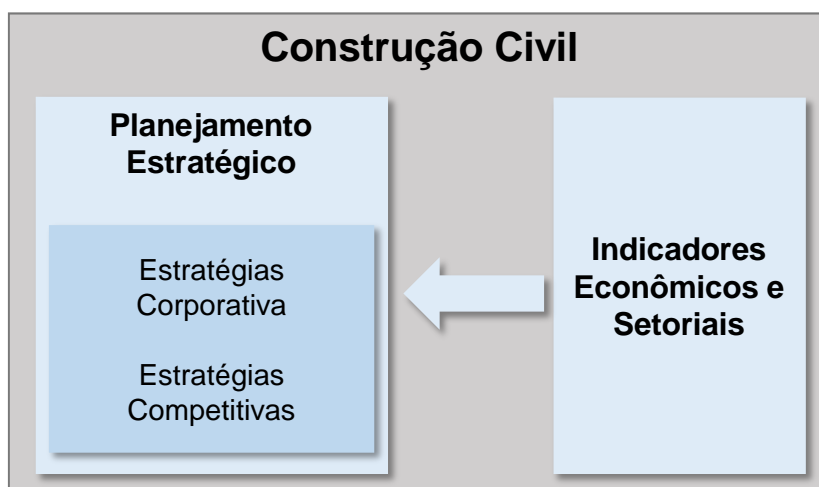 Construção Civil
Planejamento
Estratégico
Estratégias
Corporativa
Estratégias
Competitivas
Indicadores
Econômicos e
Setoriais